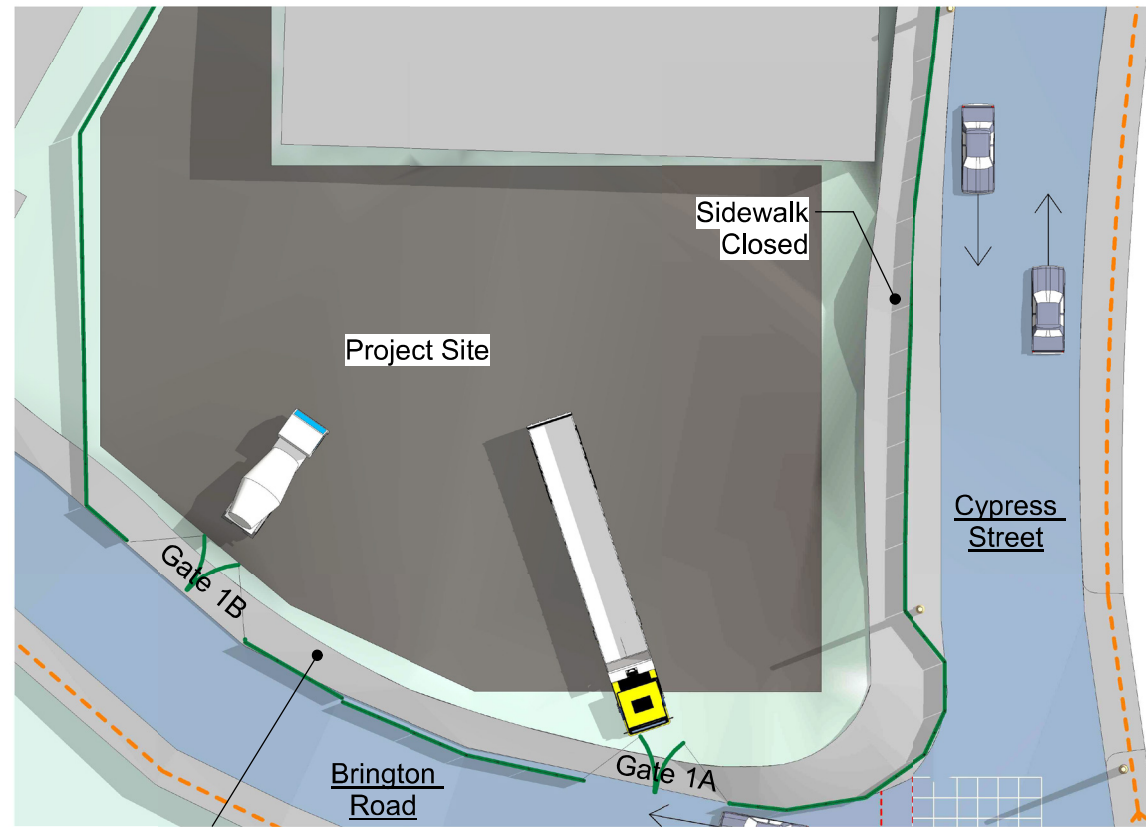 Sidewalk
Closed
Project Site
Cypress
Street
Gate 1B
Gate 1A
Brington
Road